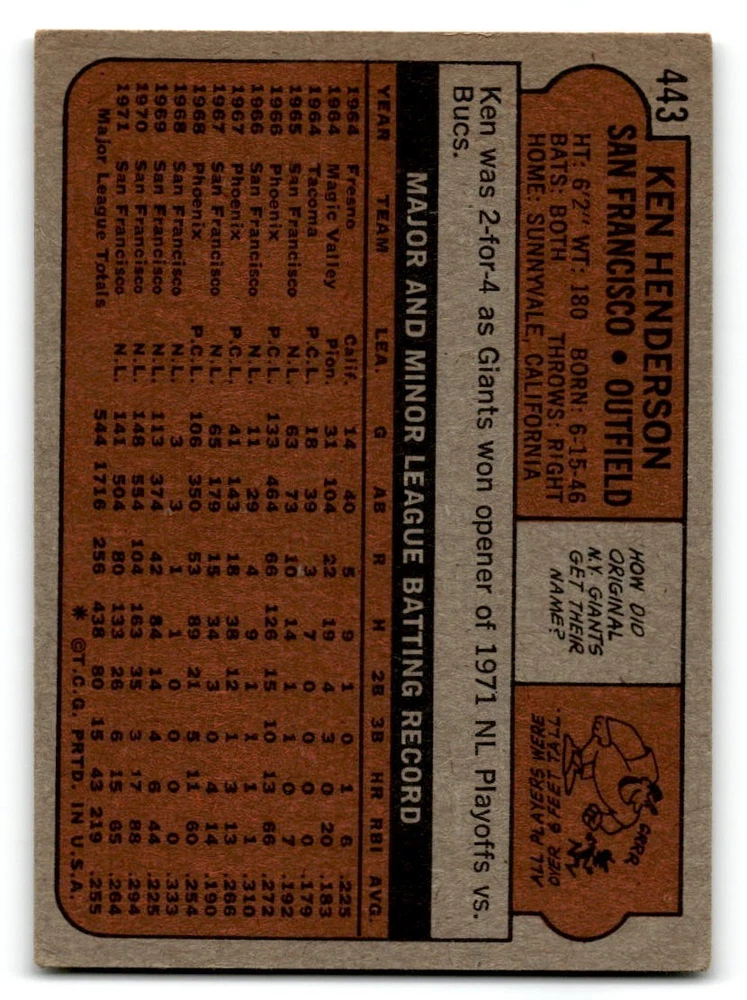 443
KEN HENDERSON
SAN FRANCISCO • OUTFIELD
HT: 6'2" WT: 180 BORN: 6-15-46
BATS: BOTH THROWS: RIGHT
HOME: SUNNYVALE, CALIFORNIA
HOW DID
ORIGINAL
N.Y. GIANTS
GET THEIR
NAME?
GRRR
N.Y.
ALL PLAYERS WERE
OVER 6 FEET TALL.
Ken was 2-for-4 as Giants won opener of 1971 NL Playoffs vs.
Bucs.
MAJOR AND MINOR LEAGUE BATTING RECORD
YEAR TEAM LEA. G AB R H 2B 3B HR RBI AVG.
1964 Fresno Calif. 14 40 5 9 1 0 1 6 .225
1964 Magic Valley Pion. 31 104 22 19 4 3 0 20 .183
1964 Tacoma P.C.L. 18 39 3 7 0 0 0 0 .179
1965 San Francisco N.L. 63 73 10 14 1 1 0 7 .192
1966 Phoenix P.C.L. 133 464 66 126 15 10 13 66 .272
1966 San Francisco N.L. 11 29 4 9 1 1 1 1 .310
1967 Phoenix P.C.L. 41 143 18 38 12 1 3 13 .266
1967 San Francisco N.L. 65 179 15 34 3 0 4 14 .190
1968 Phoenix P.C.L. 106 350 53 89 21 5 11 60 .254
1968 San Francisco N.L. 3 3 1 1 0 0 0 0 .333
1969 San Francisco N.L. 113 374 42 84 14 4 6 44 .225
1970 San Francisco N.L. 148 554 104 163 35 3 17 88 .294
1971 San Francisco N.L. 141 504 80 133 26 6 15 65 .264
Major League Totals 544 1716 256 438 80 15 43 219 .255
* ©T.C.G. PRTD. IN U.S.A.